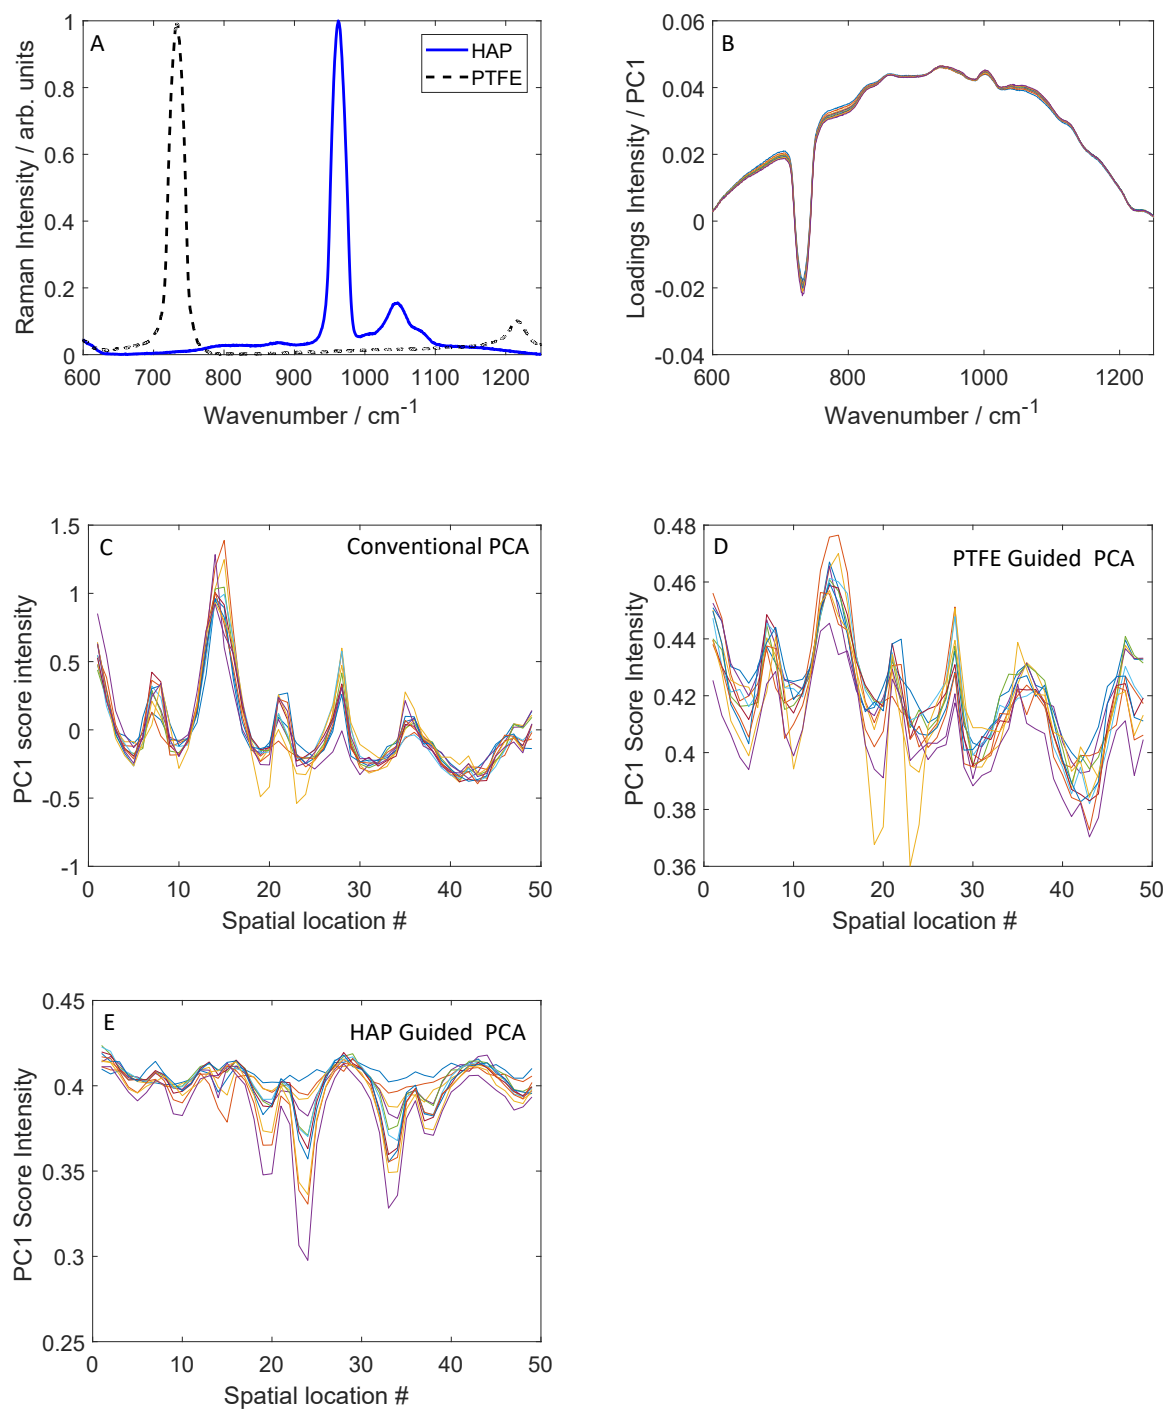 A
HAP
PTFE
1
0.8
0.6
0.4
0.2
0
600 700 800 900 1000 1100 1200
Raman Intensity / arb. units
Wavenumber / cm-1
B
0.06
0.04
0.02
0
-0.02
-0.04
600 800 1000 1200
Loadings Intensity / PC1
Wavenumber / cm-1
C
Conventional PCA
1.5
1
0.5
0
-0.5
-1
0 10 20 30 40 50
PC1 score intensity
Spatial location #
D
PTFE Guided PCA
0.48
0.46
0.44
0.42
0.4
0.38
0.36
0 10 20 30 40 50
PC1 Score Intensity
Spatial location #
E
HAP Guided PCA
0.45
0.4
0.35
0.3
0.25
0 10 20 30 40 50
PC1 Score Intensity
Spatial location #